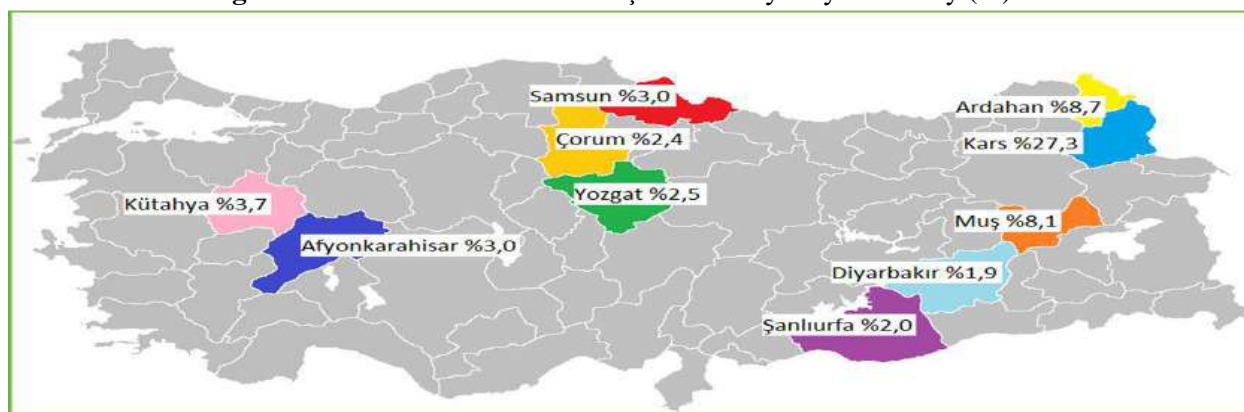 Samsun %3,0
Ardahan %8,7
Çorum %2,4
Kars %27,3
Yozgat %2,5
Kütahya %3,7
Muş %8,1
Afyonkarahisar %3,0
Diyarbakır %1,9
Şanlıurfa %2,0